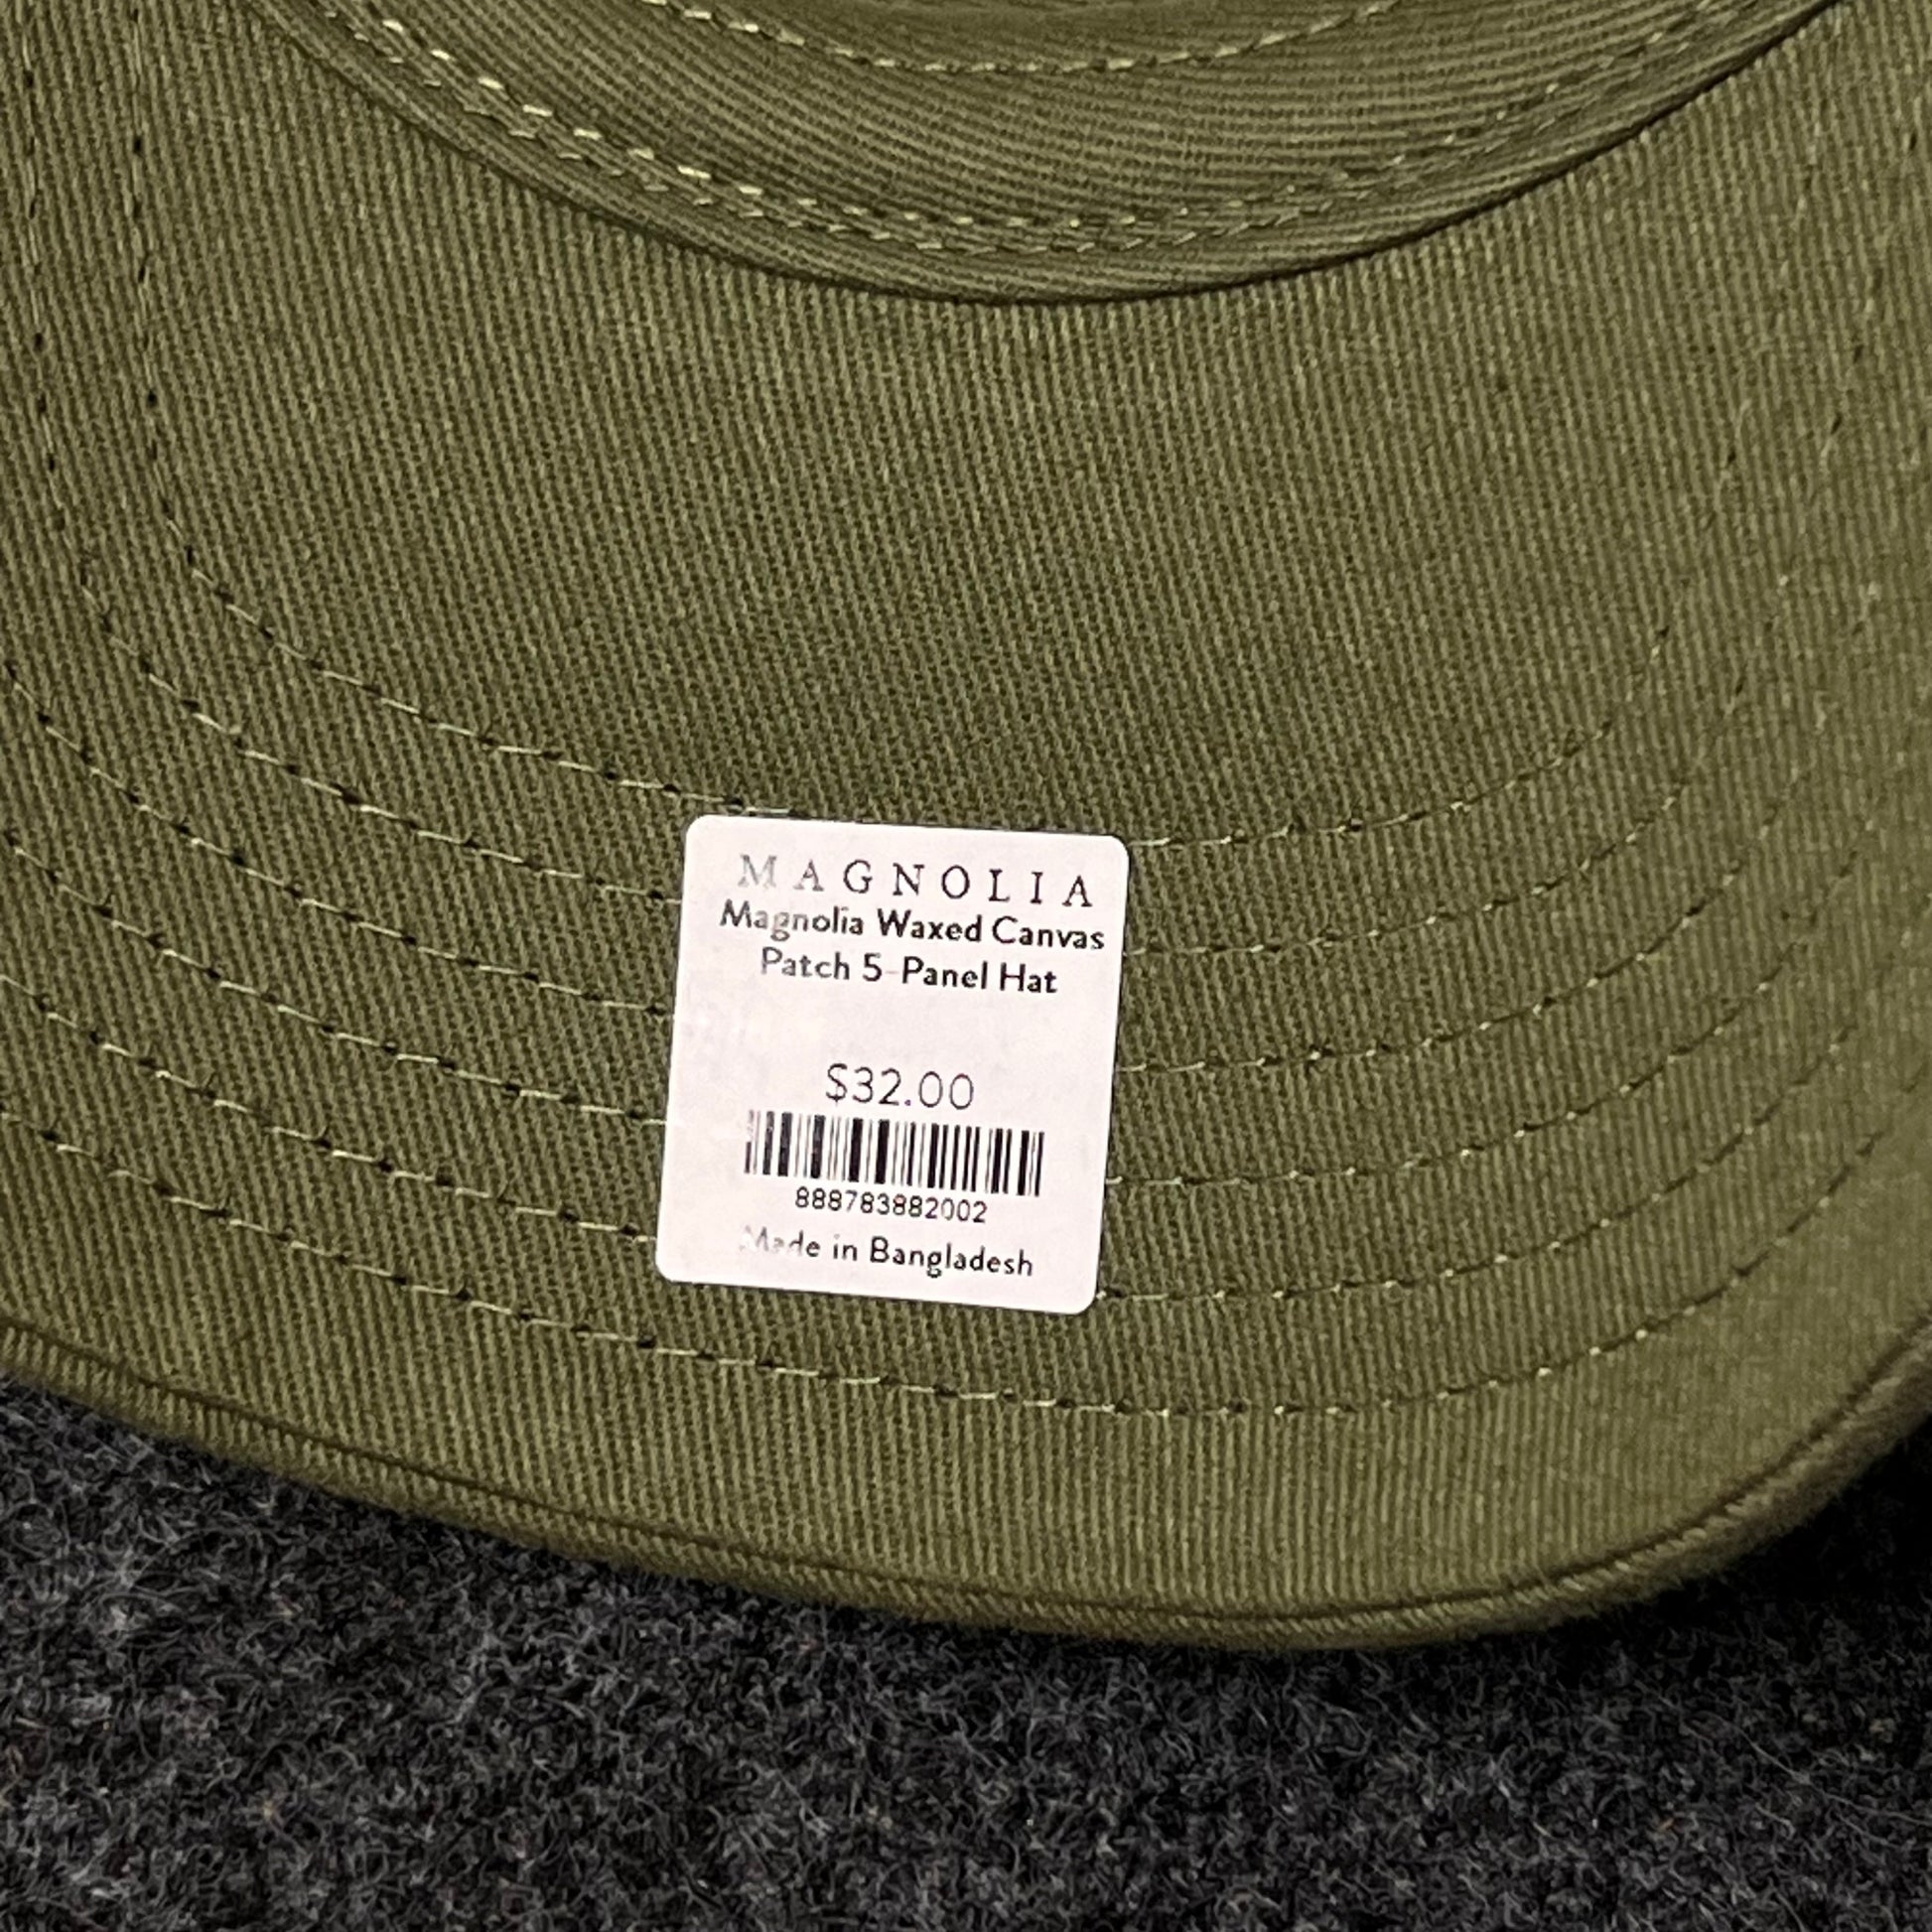 MAGNOLIA
Magnolia Waxed Canvas
Patch 5-Panel Hat
$32.00
888783882002
Made in Bangladesh